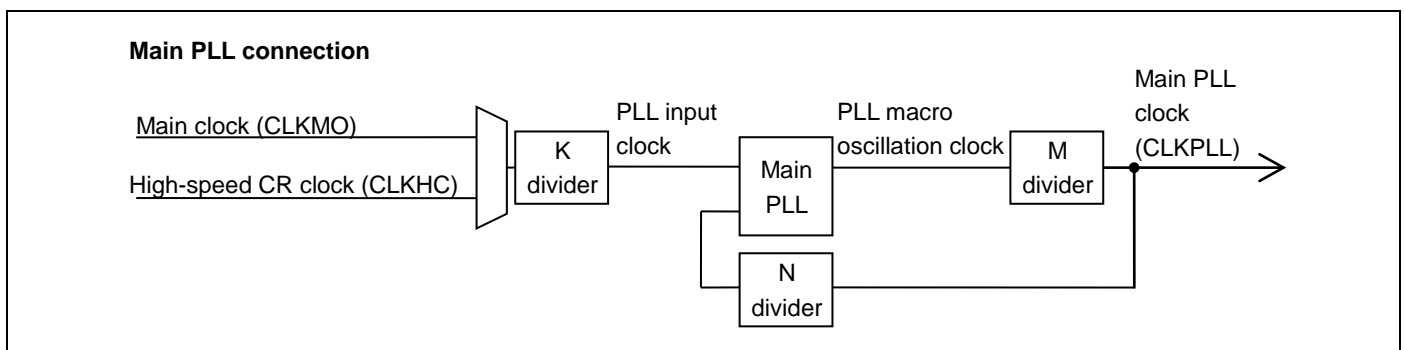 Main PLL connection
Main clock (CLKMO)
High-speed CR clock (CLKHC)
K
divider
PLL input
clock
Main
PLL
PLL macro
oscillation clock
M
divider
Main PLL
clock
(CLKPLL)
N
divider